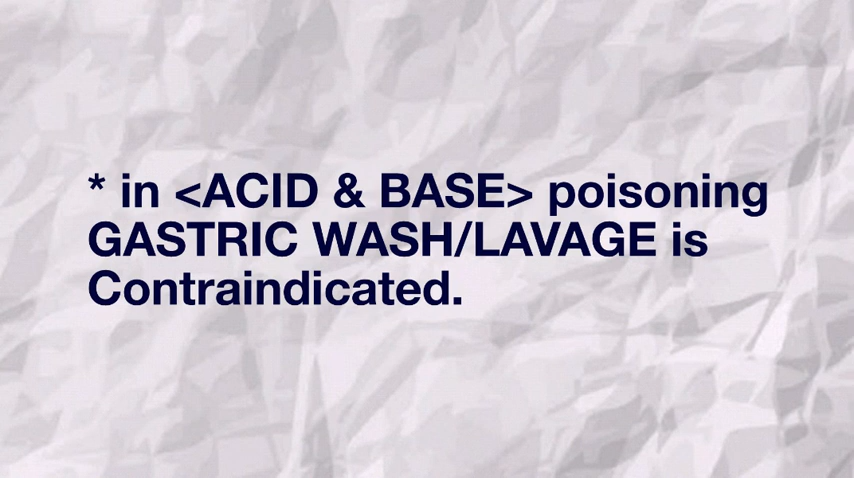 * in <ACID & BASE> poisoning
GASTRIC WASH/LAVAGE is
Contraindicated.